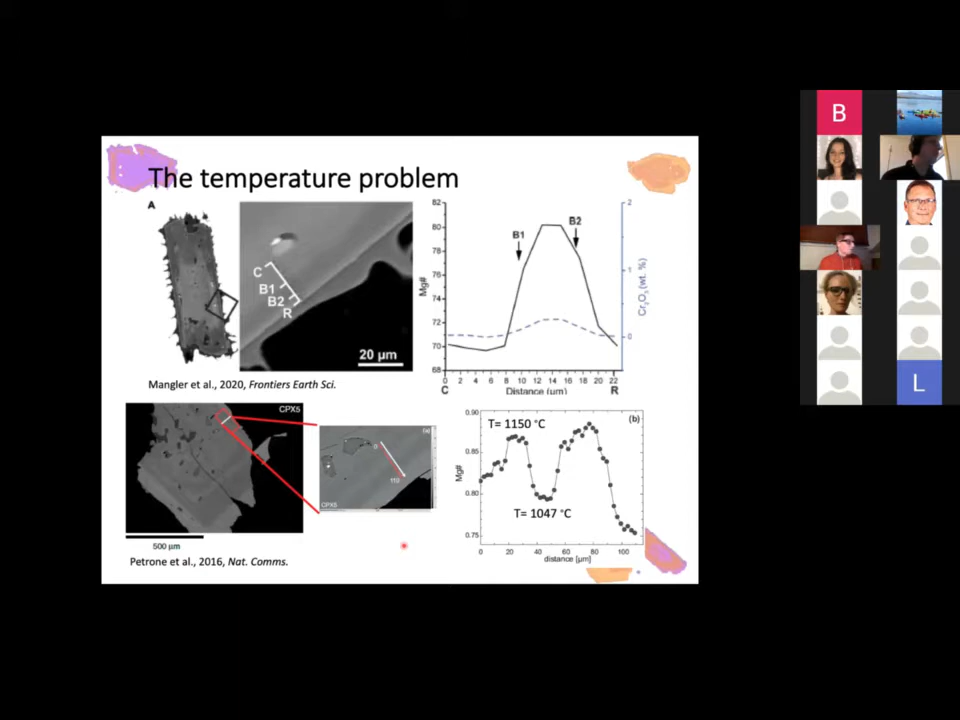 The temperature problem
A
C
B1
B2
R
20 µm
Mangler et al., 2020, Frontiers Earth Sci.
82
80
78
76
74
72
70
68
Mg#
B1
B2
2
1
0
Cr₂O₃ (wt. %)
0 2 4 6 8 10 12 14 16 18 20 22
C Distance (µm) R
CPX5
500 µm
Petrone et al., 2016, Nat. Comms.
(a)
0
110
CPX5
0.90
0.85
0.80
0.75
Mg#
(b)
T= 1150 °C
T= 1047 °C
0 20 40 60 80 100
distance [µm]
B
L